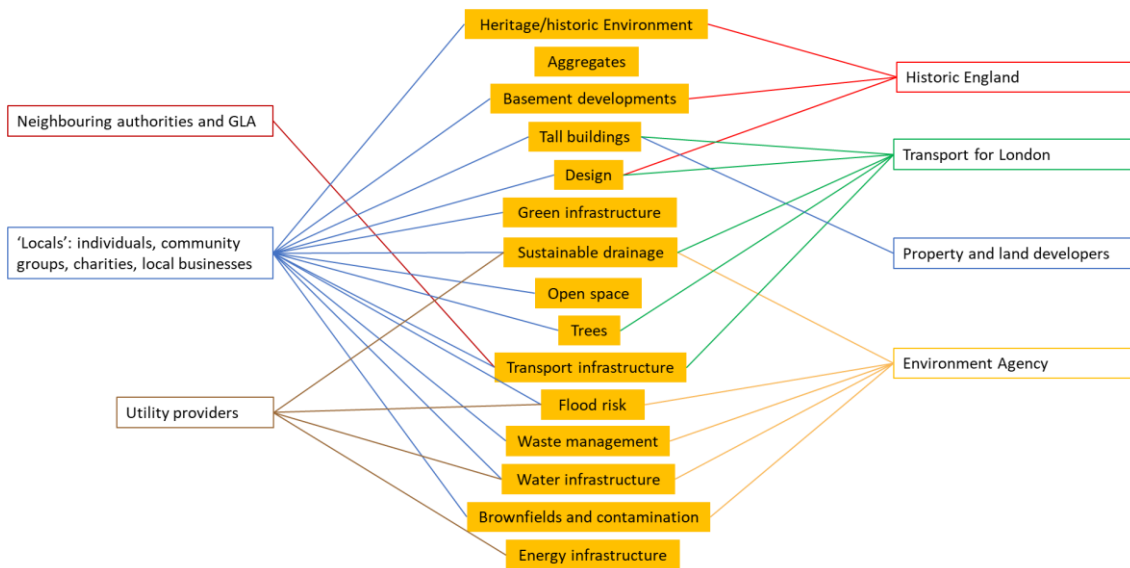 Heritage/historic Environment
Aggregates
Basement developments
Tall buildings
Design
Green infrastructure
Sustainable drainage
Open space
Trees
Transport infrastructure
Flood risk
Waste management
Water infrastructure
Brownfields and contamination
Energy infrastructure
Neighbouring authorities and GLA
‘Locals’: individuals, community
groups, charities, local businesses
Utility providers
Historic England
Transport for London
Property and land developers
Environment Agency